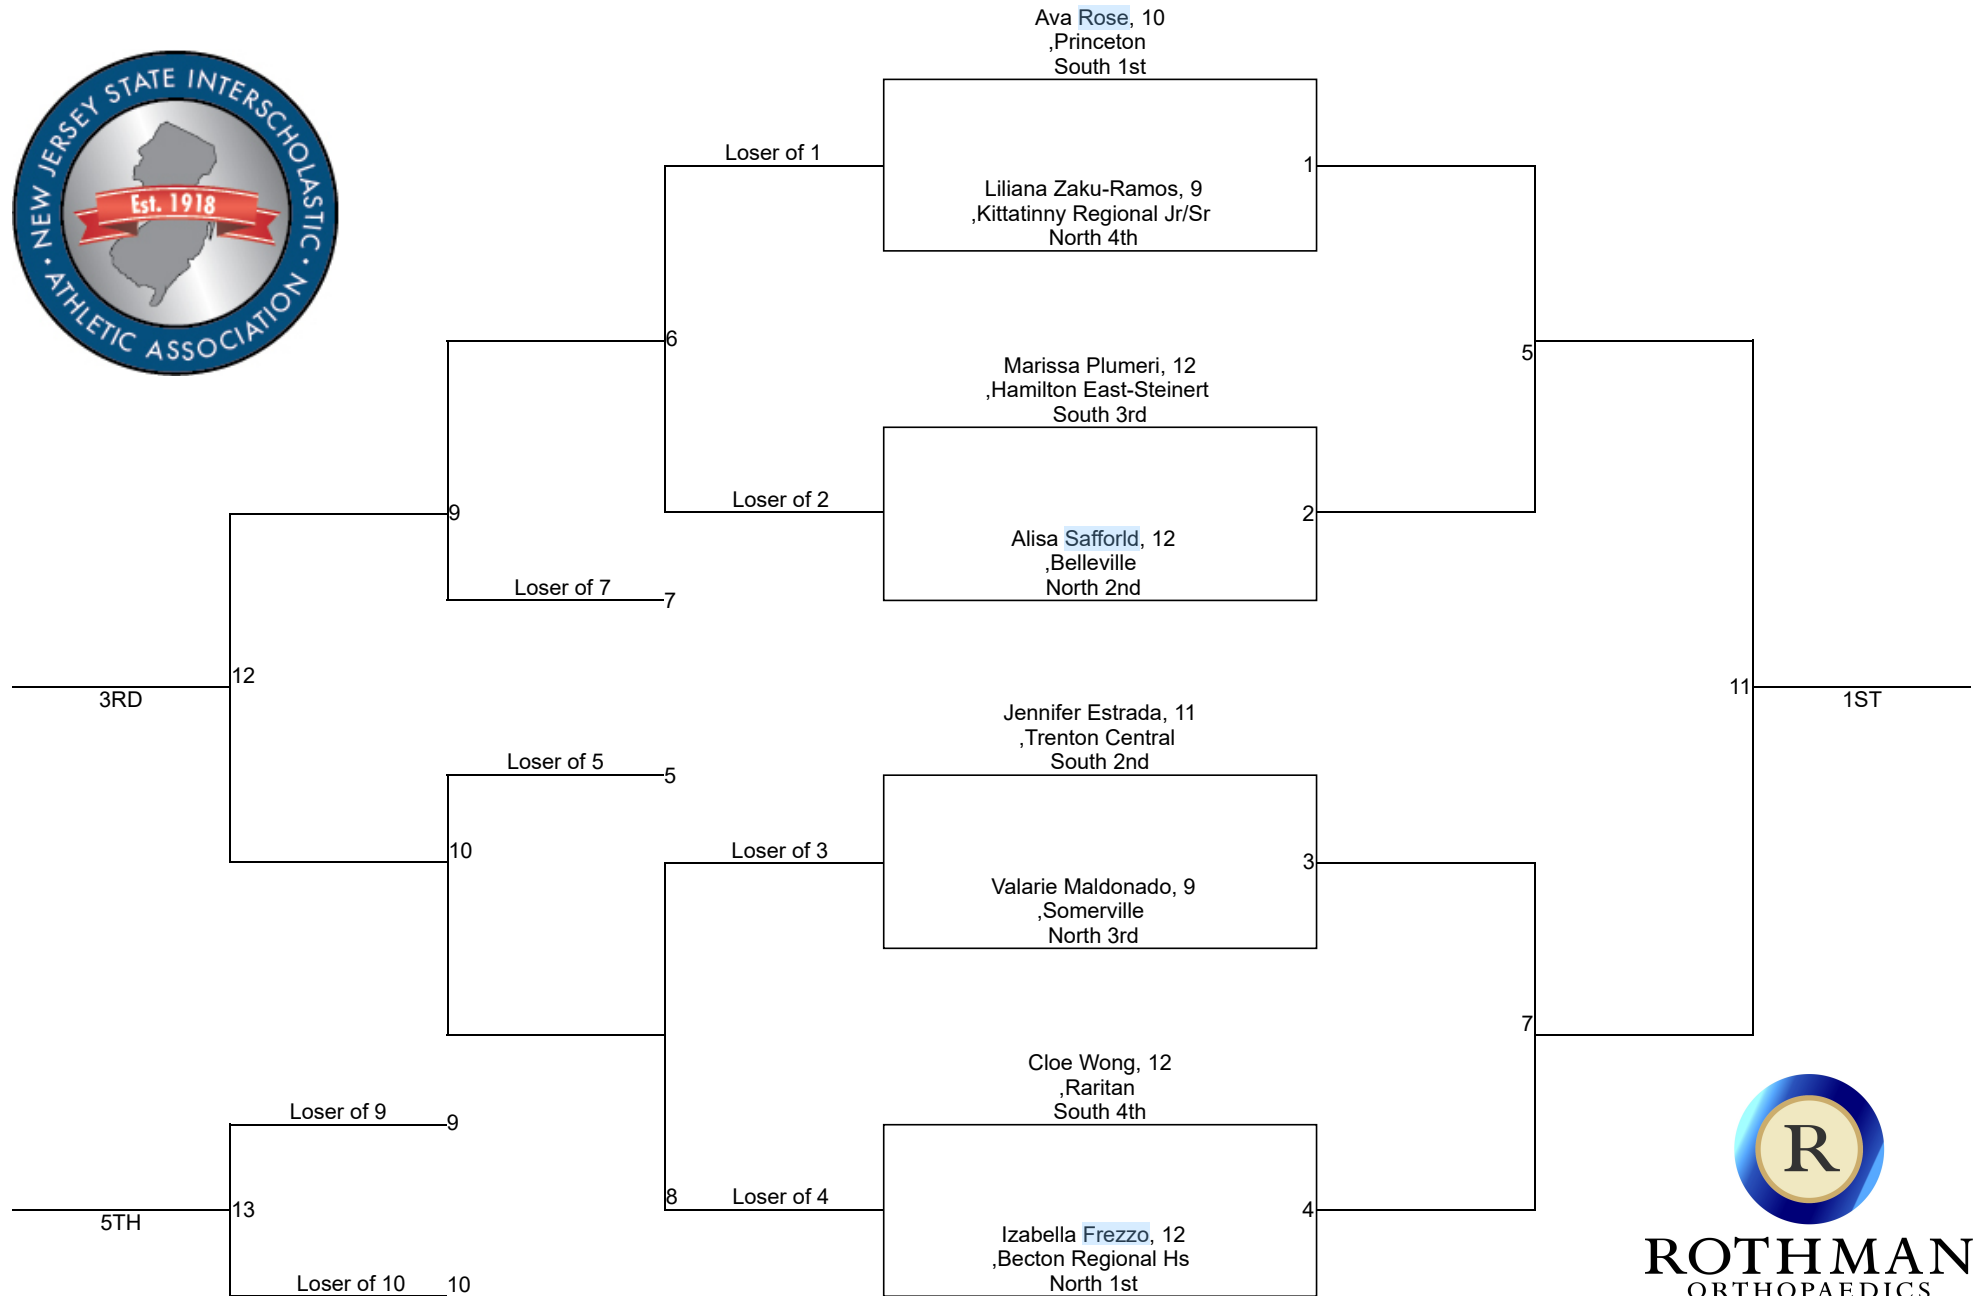 Ava Rose, 10
,Princeton
South 1st
NEW JERSEY STATE INTERSCHOLASTIC
• ATHLETIC ASSOCIATION •
Est. 1918
Loser of 1
1
Liliana Zaku-Ramos, 9
,Kittatinny Regional Jr/Sr
North 4th
6
5
Marissa Plumeri, 12
,Hamilton East-Steinert
South 3rd
Loser of 2
9
2
Alisa Safforld, 12
,Belleville
North 2nd
Loser of 7
7
12
3RD
11
1ST
Jennifer Estrada, 11
,Trenton Central
South 2nd
Loser of 5
5
10
Loser of 3
3
Valarie Maldonado, 9
,Somerville
North 3rd
7
Cloe Wong, 12
,Raritan
South 4th
Loser of 9
9
8
Loser of 4
4
13
5TH
Izabella Frezzo, 12
,Becton Regional Hs
North 1st
Loser of 10
10
R
ROTHMAN
ORTHOPAEDICS